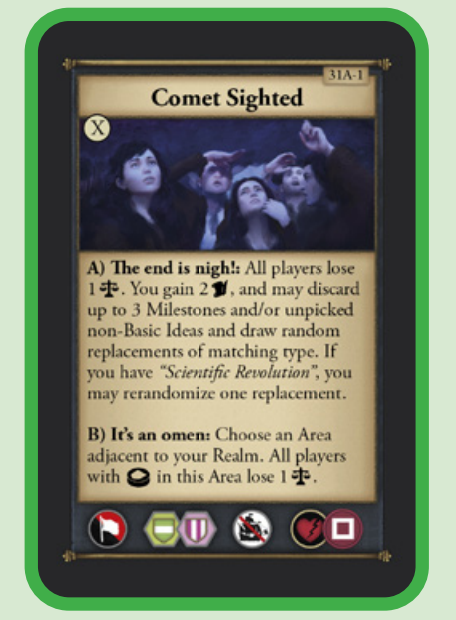 31A-1
Comet Sighted
X
A) The end is nigh!: All players lose
1 . You gain 2 , and may discard
up to 3 Milestones and/or unpicked
non-Basic Ideas and draw random
replacements of matching type. If
you have “Scientific Revolution”, you
may rerandomize one replacement.
B) It’s an omen: Choose an Area
adjacent to your Realm. All players
with in this Area lose 1 .